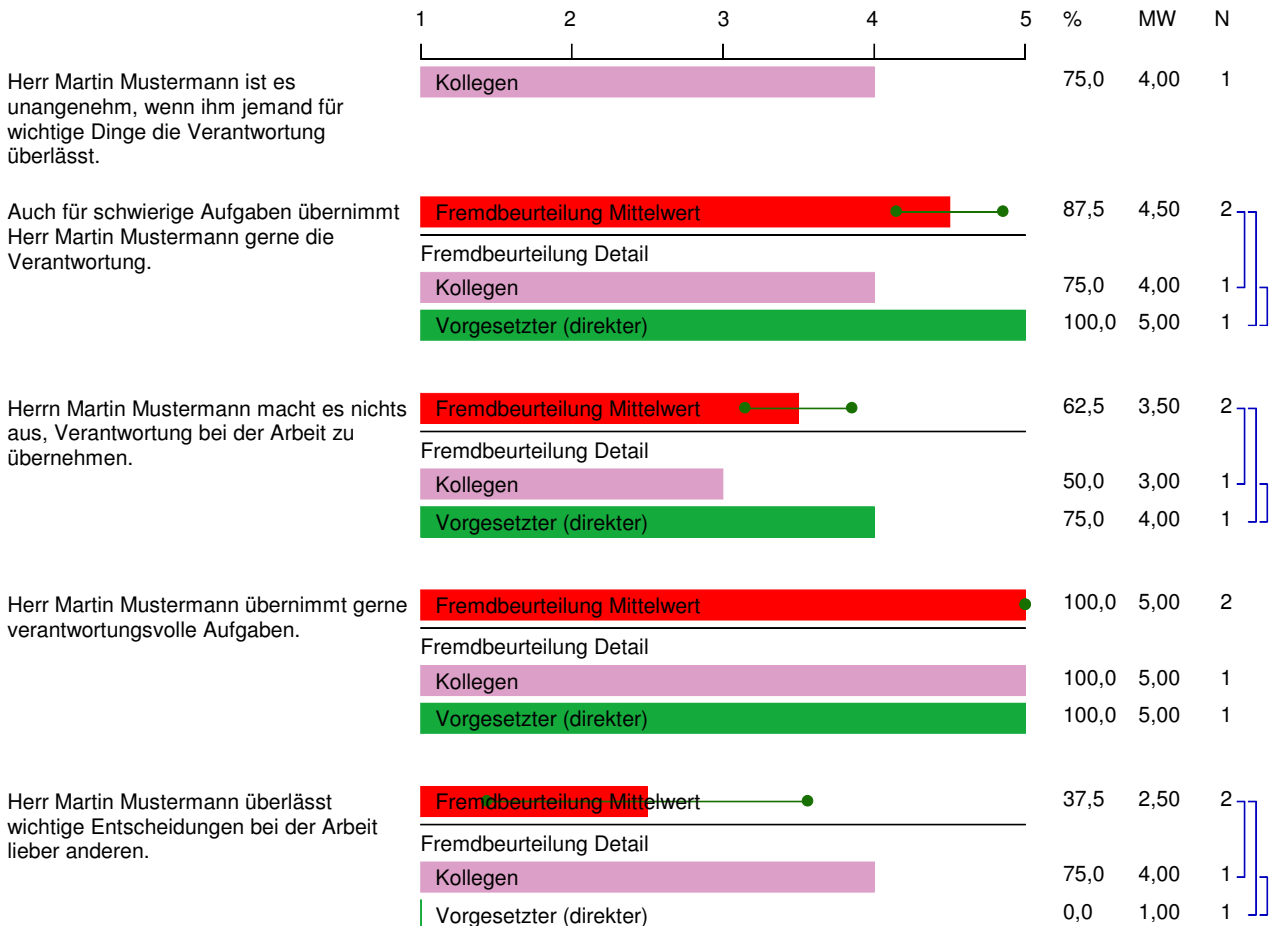 1 2 3 4 5 % MW N
Herr Martin Mustermann ist es
unangenehm, wenn ihm jemand für
wichtige Dinge die Verantwortung
überlässt.
Kollegen 75,0 4,00 1
Auch für schwierige Aufgaben übernimmt
Herr Martin Mustermann gerne die
Verantwortung.
Fremdbeurteilung Mittelwert 87,5 4,50 2
Fremdbeurteilung Detail
Kollegen 75,0 4,00 1
Vorgesetzter (direkter) 100,0 5,00 1
Herrn Martin Mustermann macht es nichts
aus, Verantwortung bei der Arbeit zu
übernehmen.
Fremdbeurteilung Mittelwert 62,5 3,50 2
Fremdbeurteilung Detail
Kollegen 50,0 3,00 1
Vorgesetzter (direkter) 75,0 4,00 1
Herr Martin Mustermann übernimmt gerne
verantwortungsvolle Aufgaben.
Fremdbeurteilung Mittelwert 100,0 5,00 2
Fremdbeurteilung Detail
Kollegen 100,0 5,00 1
Vorgesetzter (direkter) 100,0 5,00 1
Herr Martin Mustermann überlässt
wichtige Entscheidungen bei der Arbeit
lieber anderen.
Fremdbeurteilung Mittelwert 37,5 2,50 2
Fremdbeurteilung Detail
Kollegen 75,0 4,00 1
Vorgesetzter (direkter) 0,0 1,00 1